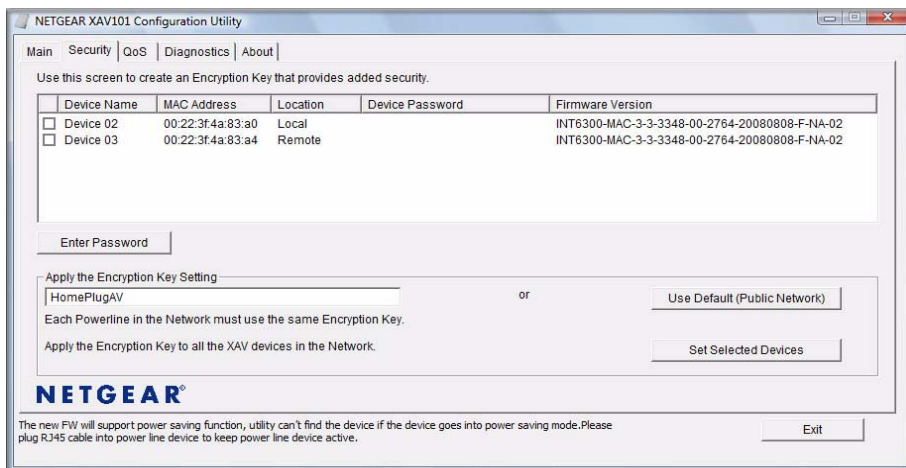 NETGEAR XAV101 Configuration Utility
Main Security QoS Diagnostics About
Use this screen to create an Encryption Key that provides added security.
Device Name MAC Address Location Device Password Firmware Version
Device 02 00:22:3f:4a:83:a0 Local INT6300-MAC-3-3-3348-00-2764-20080808-F-NA-02
Device 03 00:22:3f:4a:83:a4 Remote INT6300-MAC-3-3-3348-00-2764-20080808-F-NA-02
Enter Password
Apply the Encryption Key Setting
HomePlugAV or Use Default (Public Network)
Each Powerline in the Network must use the same Encryption Key.
Apply the Encryption Key to all the XAV devices in the Network. Set Selected Devices
NETGEAR®
The new FW will support power saving function, utility can't find the device if the device goes into power saving mode.Please
plug RJ45 cable into power line device to keep power line device active.
Exit